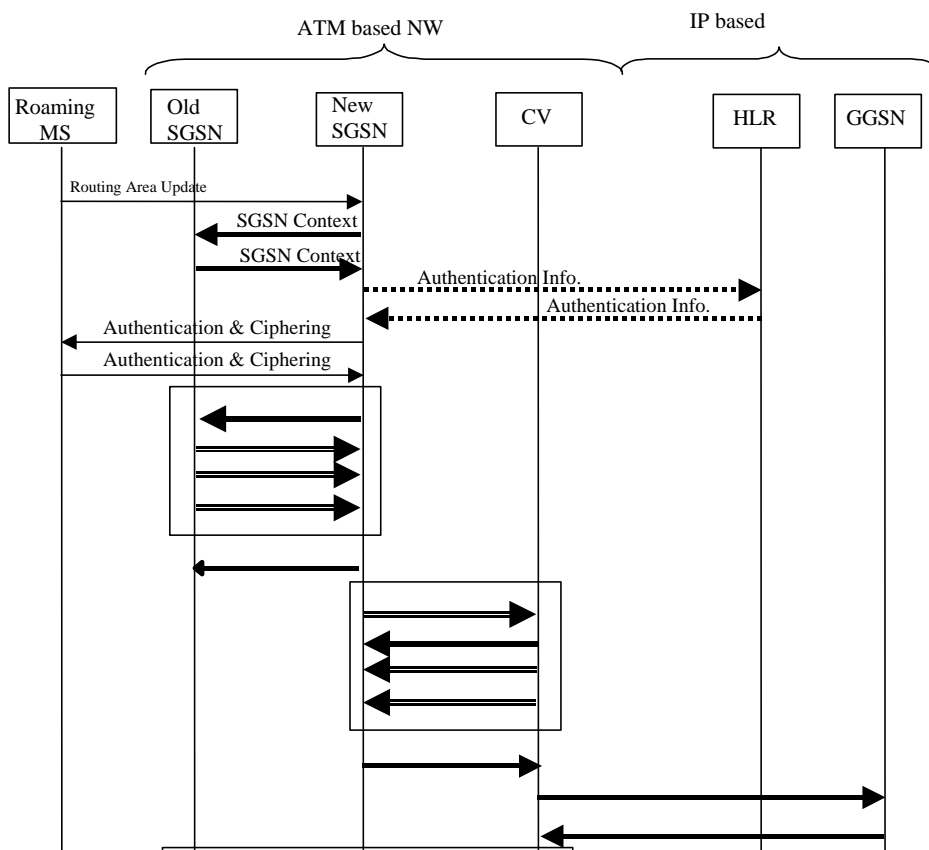 ATM based NW
IP based
Roaming
MS
Old
SGSN
New
SGSN
CV
HLR
GGSN
Routing Area Update
SGSN Context
SGSN Context
Authentication Info.
Authentication Info.
Authentication & Ciphering
Authentication & Ciphering